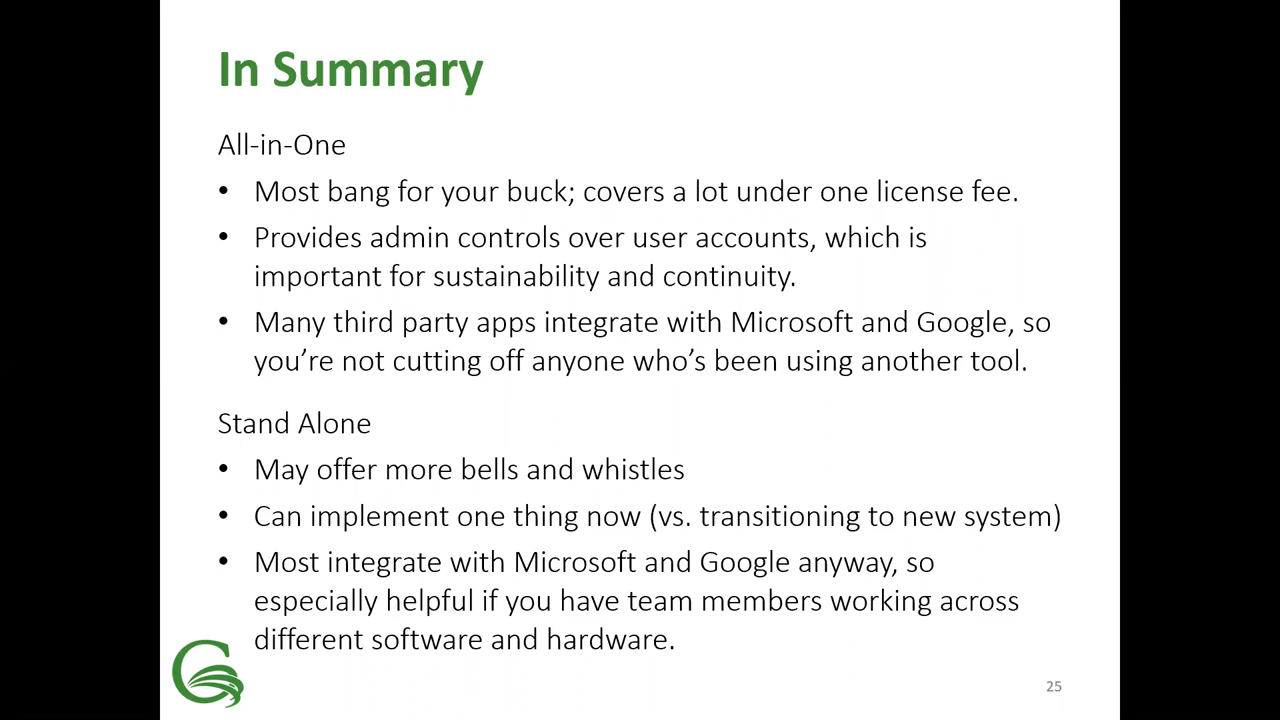 In Summary
All-in-One
• Most bang for your buck; covers a lot under one license fee.
• Provides admin controls over user accounts, which is
important for sustainability and continuity.
• Many third party apps integrate with Microsoft and Google, so
you’re not cutting off anyone who’s been using another tool.
Stand Alone
• May offer more bells and whistles
• Can implement one thing now (vs. transitioning to new system)
• Most integrate with Microsoft and Google anyway, so
especially helpful if you have team members working across
different software and hardware.
25